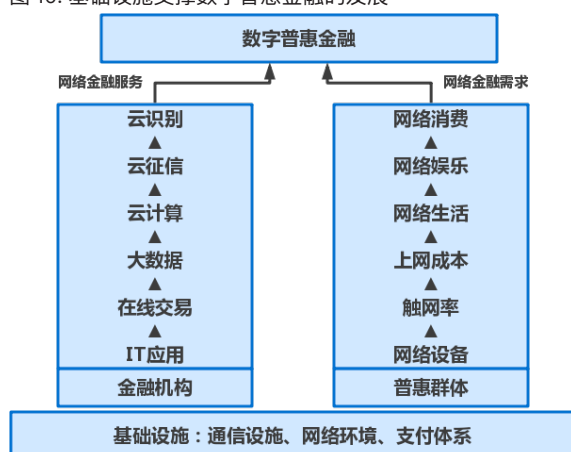 数字普惠金融
网络金融服务
网络金融需求
云识别
云征信
云计算
大数据
在线交易
IT应用
金融机构
网络消费
网络娱乐
网络生活
上网成本
触网率
网络设备
普惠群体
基础设施：通信设施、网络环境、支付体系